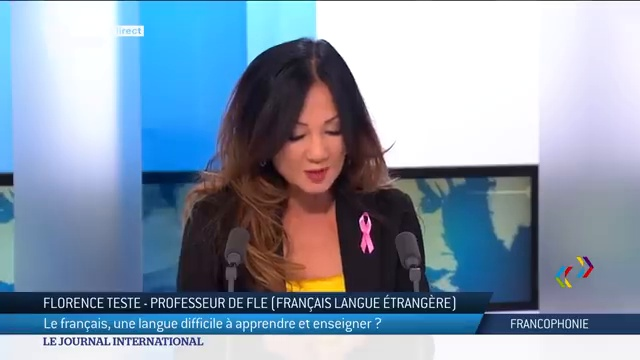 direct
FLORENCE TESTE - PROFESSEUR DE FLE (FRANÇAIS LANGUE ÉTRANGÈRE)
Le français, une langue difficile à apprendre et enseigner ?
FRANCOPHONIE
LE JOURNAL INTERNATIONAL